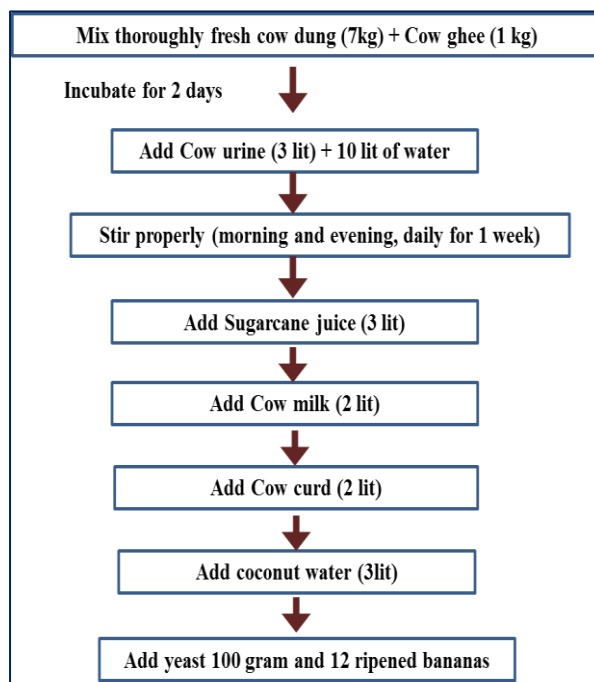 Mix thoroughly fresh cow dung (7kg) + Cow ghee (1 kg)
Incubate for 2 days
Add Cow urine (3 lit) + 10 lit of water
Stir properly (morning and evening, daily for 1 week)
Add Sugarcane juice (3 lit)
Add Cow milk (2 lit)
Add Cow curd (2 lit)
Add coconut water (3lit)
Add yeast 100 gram and 12 ripened bananas